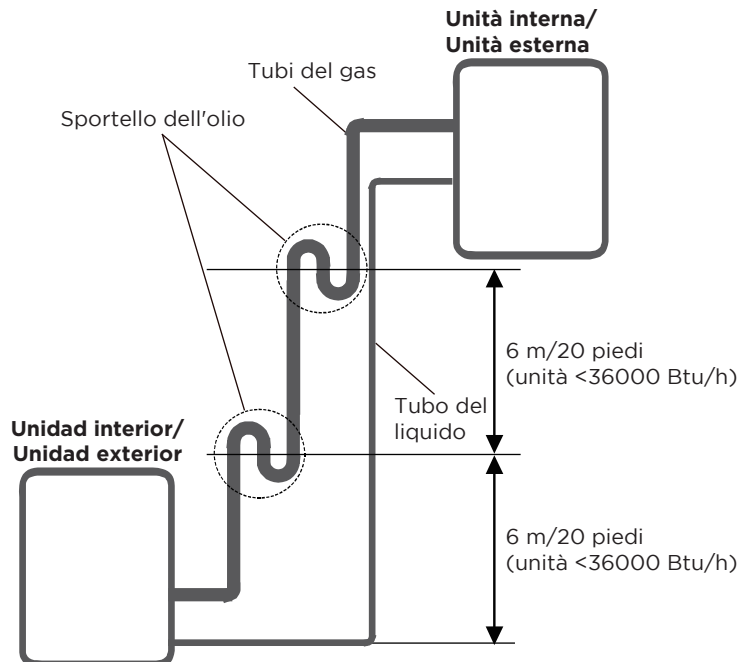 Unità interna/
Unità esterna
Tubi del gas
Sportello dell'olio
6 m/20 piedi
(unità <36000 Btu/h)
Tubo del
liquido
Unidad interior/
Unidad exterior
6 m/20 piedi
(unità <36000 Btu/h)